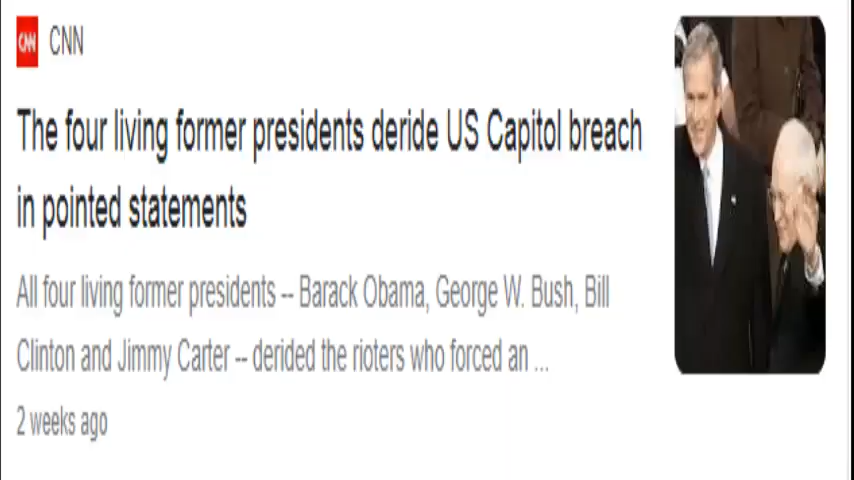 CNN CNN
The four living former presidents deride US Capitol breach
in pointed statements
All four living former presidents -- Barack Obama, George W. Bush, Bill
Clinton and Jimmy Carter -- derided the rioters who forced an ...
2 weeks ago